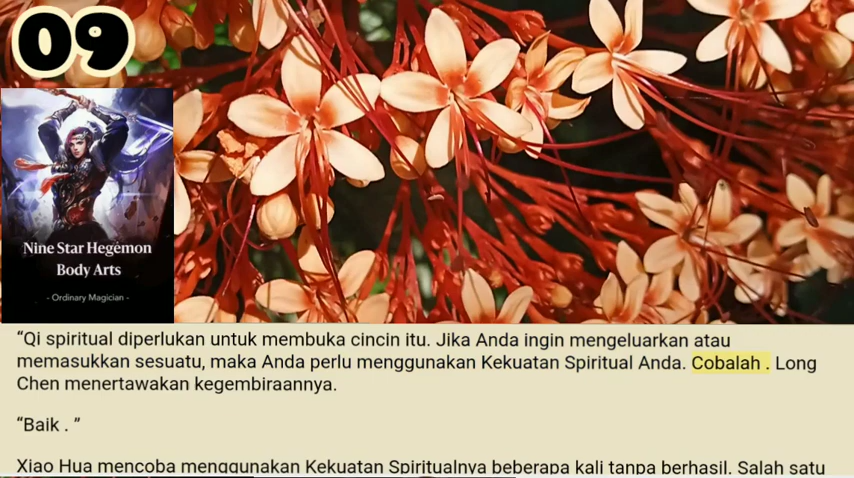 09
Nine Star Hegemon
Body Arts
- Ordinary Magician -
“Qi spiritual diperlukan untuk membuka cincin itu. Jika Anda ingin mengeluarkan atau
memasukkan sesuatu, maka Anda perlu menggunakan Kekuatan Spiritual Anda. Cobalah . Long
Chen menertawakan kegembiraannya.
“Baik . ”
Xiao Hua mencoba menggunakan Kekuatan Spiritualnya beberapa kali tanpa berhasil. Salah satu